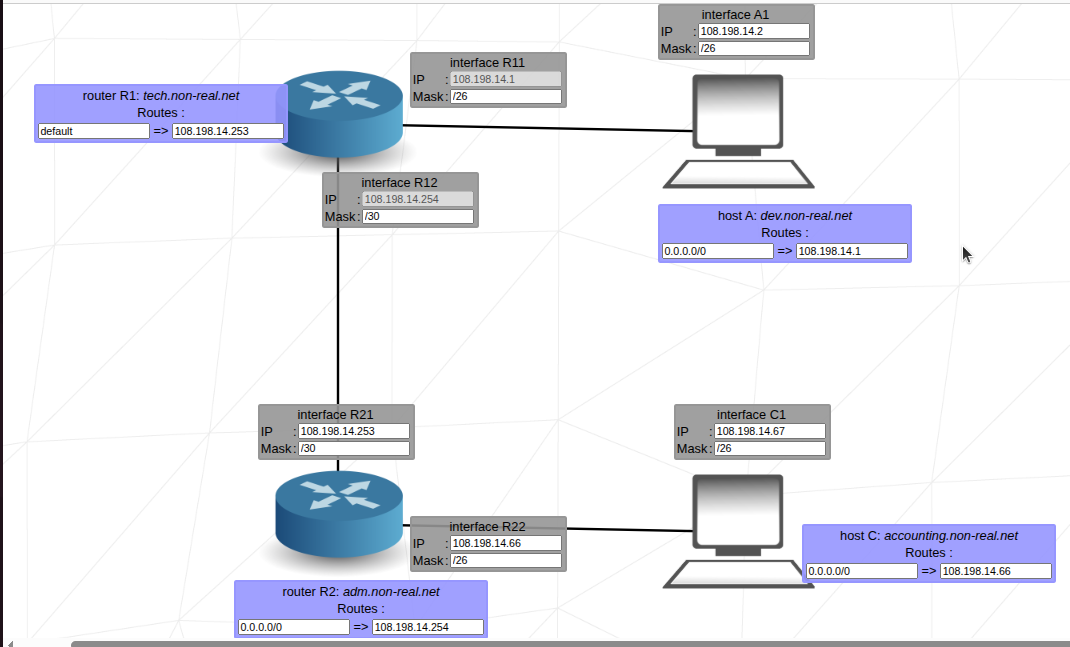 interface A1
IP : 108.198.14.2
Mask : /26
interface R11
IP : 108.198.14.1
Mask : /26
router R1: tech.non-real.net
Routes :
default => 108.198.14.253
interface R12
IP : 108.198.14.254
Mask : /30
host A: dev.non-real.net
Routes :
0.0.0.0/0 => 108.198.14.1
interface R21
IP : 108.198.14.253
Mask : /30
interface C1
IP : 108.198.14.67
Mask : /26
interface R22
IP : 108.198.14.66
Mask : /26
host C: accounting.non-real.net
Routes :
0.0.0.0/0 => 108.198.14.66
router R2: adm.non-real.net
Routes :
0.0.0.0/0 => 108.198.14.254